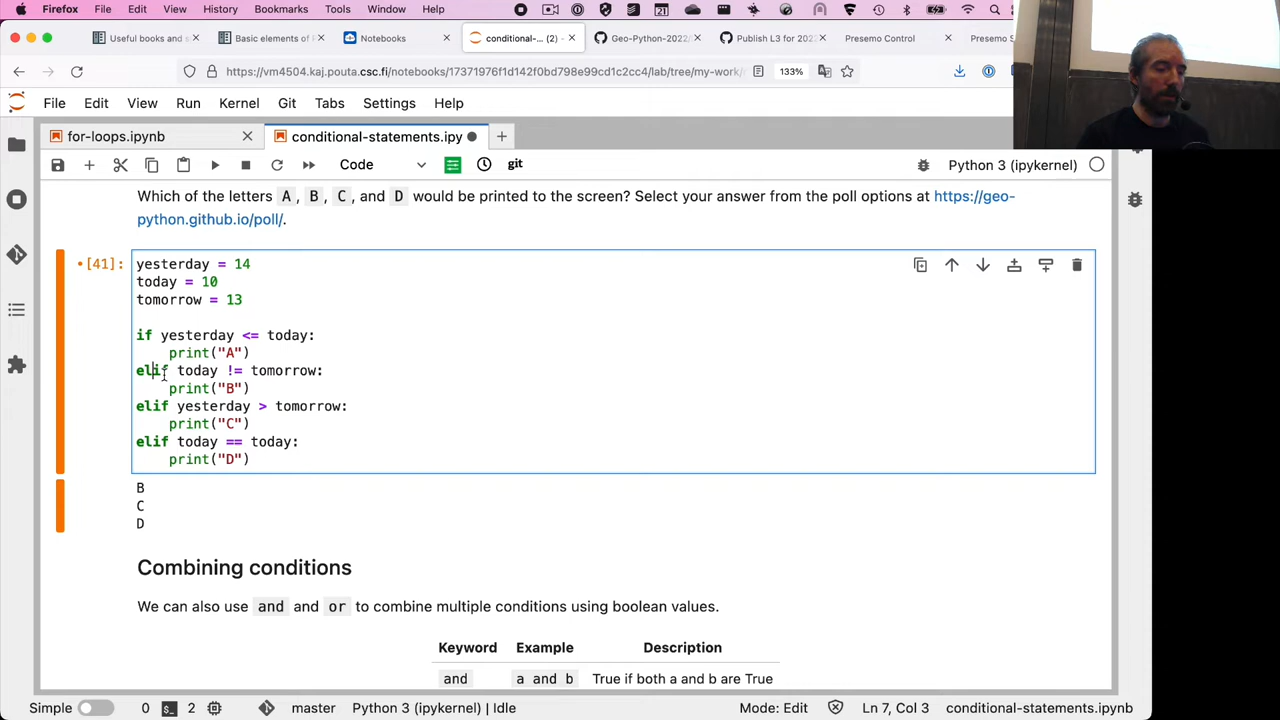 Firefox File Edit View History Bookmarks Tools Window Help
Useful books and s
Basic elements of F
Notebooks
conditional-... (2)
Geo-Python-2022/
Publish L3 for 2022
Presemo Control
Presemo S
https://vm4504.kaj.pouta.csc.fi/notebooks/17371976f1d142f0bd798e99cd1c2cc4/lab/tree/my-work/
133%
File Edit View Run Kernel Git Tabs Settings Help
for-loops.ipynb
conditional-statements.ipy
Code
git
Python 3 (ipykernel)
Which of the letters A, B, C, and D would be printed to the screen? Select your answer from the poll options at https://geo-
python.github.io/poll/.
[41]:
yesterday = 14
today = 10
tomorrow = 13
if yesterday <= today:
print("A")
elif today != tomorrow:
print("B")
elif yesterday > tomorrow:
print("C")
elif today == today:
print("D")
B
C
D
Combining conditions
We can also use and and or to combine multiple conditions using boolean values.
Keyword Example Description
and a and b True if both a and b are True
Simple 0 2 master Python 3 (ipykernel) | Idle Mode: Edit Ln 7, Col 3 conditional-statements.ipynb